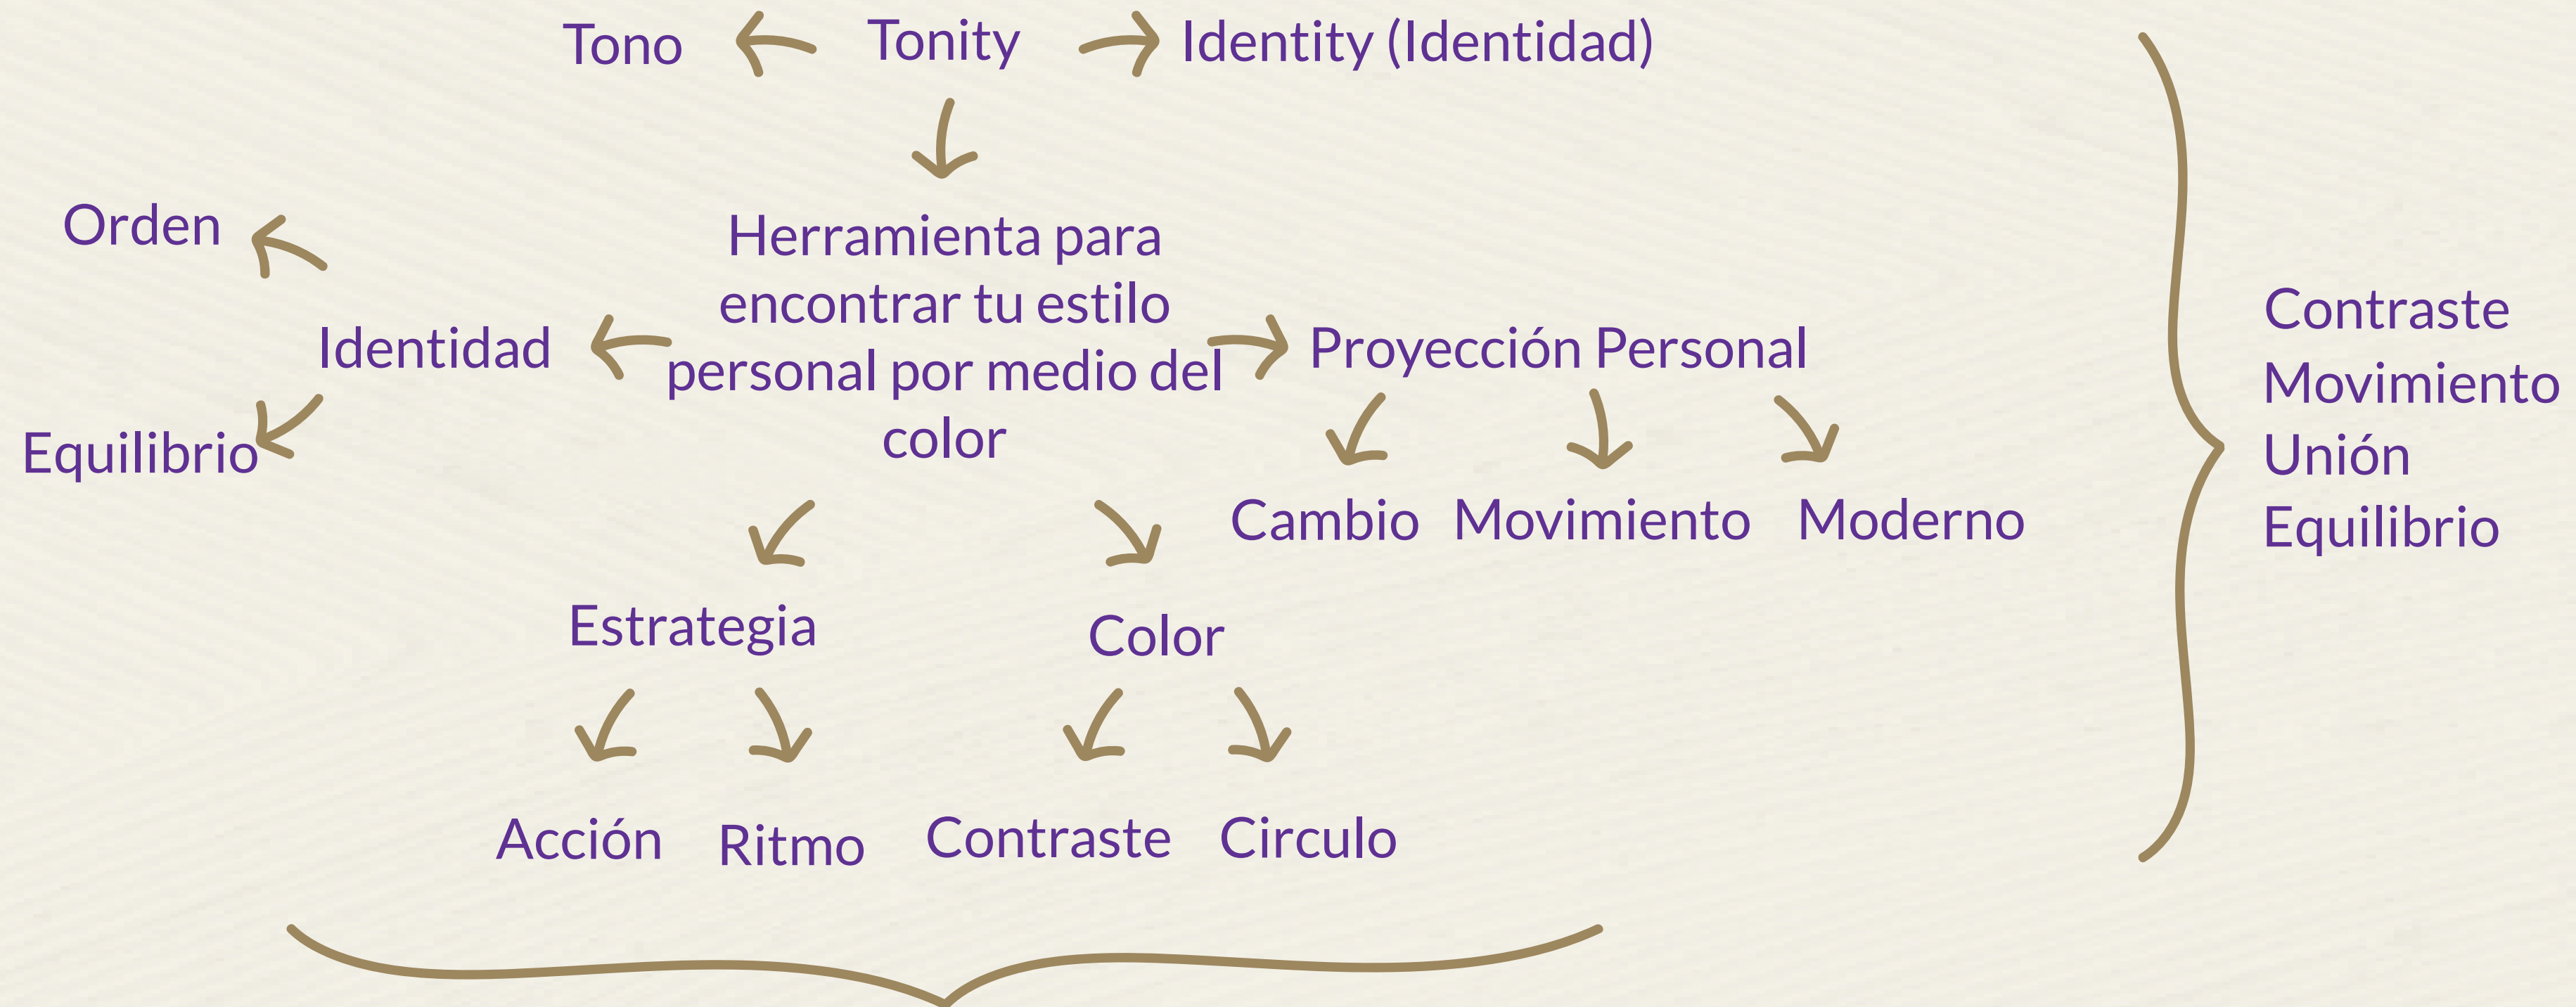 Tono
Tonity
Identity (Identidad)
Herramienta para
encontrar tu estilo
personal por medio del
color
Orden
Identidad
Equilibrio
Proyección Personal
Cambio
Movimiento
Moderno
Estrategia
Color
Acción
Ritmo
Contraste
Circulo
Contraste
Movimiento
Unión
Equilibrio